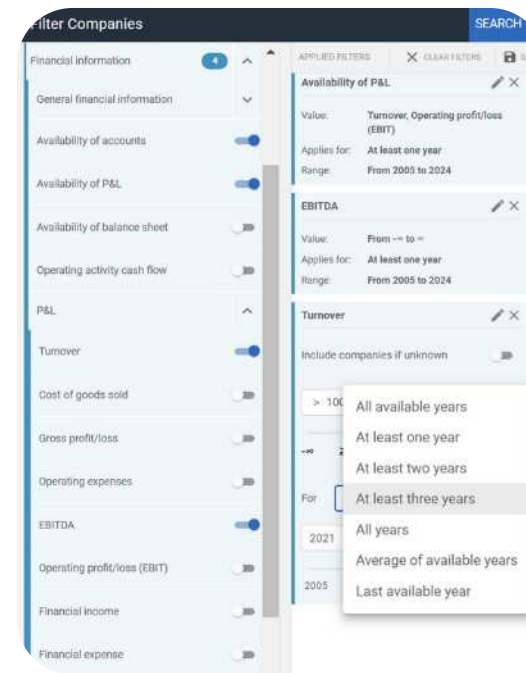 Filter Companies
SEARCH
Financial information
4
General financial information
Availability of accounts
Availability of P&L
Availability of balance sheet
Operating activity cash flow
P&L
Turnover
Cost of goods sold
Gross profit/loss
Operating expenses
EBITDA
Operating profit/loss (EBIT)
Financial income
Financial expense
APPLIED FILTERS
CLEAR FILTERS
Availability of P&L
Value: Turnover, Operating profit/loss
(EBIT)
Applies for: At least one year
Range: From 2005 to 2024
EBITDA
Value: From -∞ to ∞
Applies for: At least one year
Range: From 2005 to 2024
Turnover
Include companies if unknown
> 100
-∞
For
2021
2005
All available years
At least one year
At least two years
At least three years
All years
Average of available years
Last available year